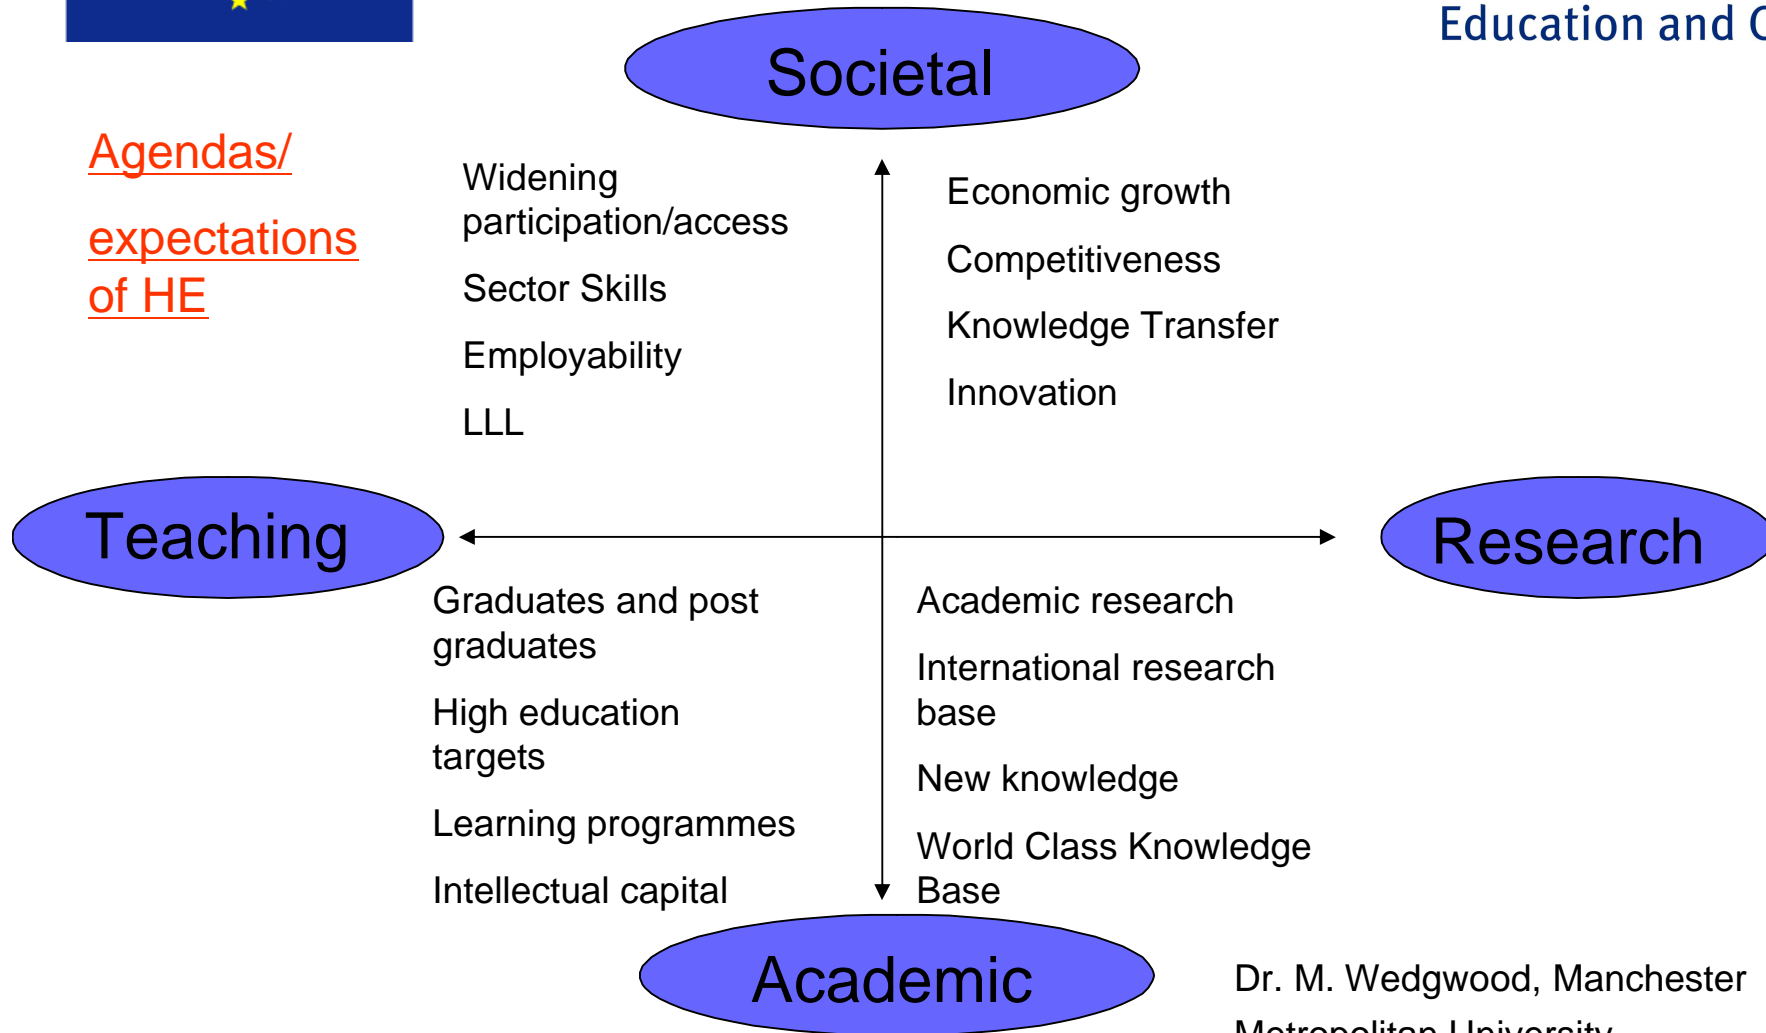 Education and
Societal
Agendas/
expectations
of HE
Widening
participation/access
Sector Skills
Employability
LLL
Economic growth
Competitiveness
Knowledge Transfer
Innovation
Teaching
Research
Graduates and post
graduates
High education
targets
Learning programmes
Intellectual capital
Academic research
International research
base
New knowledge
World Class Knowledge
Base
Academic
Dr. M. Wedgwood, Manchester
Metropolitan University